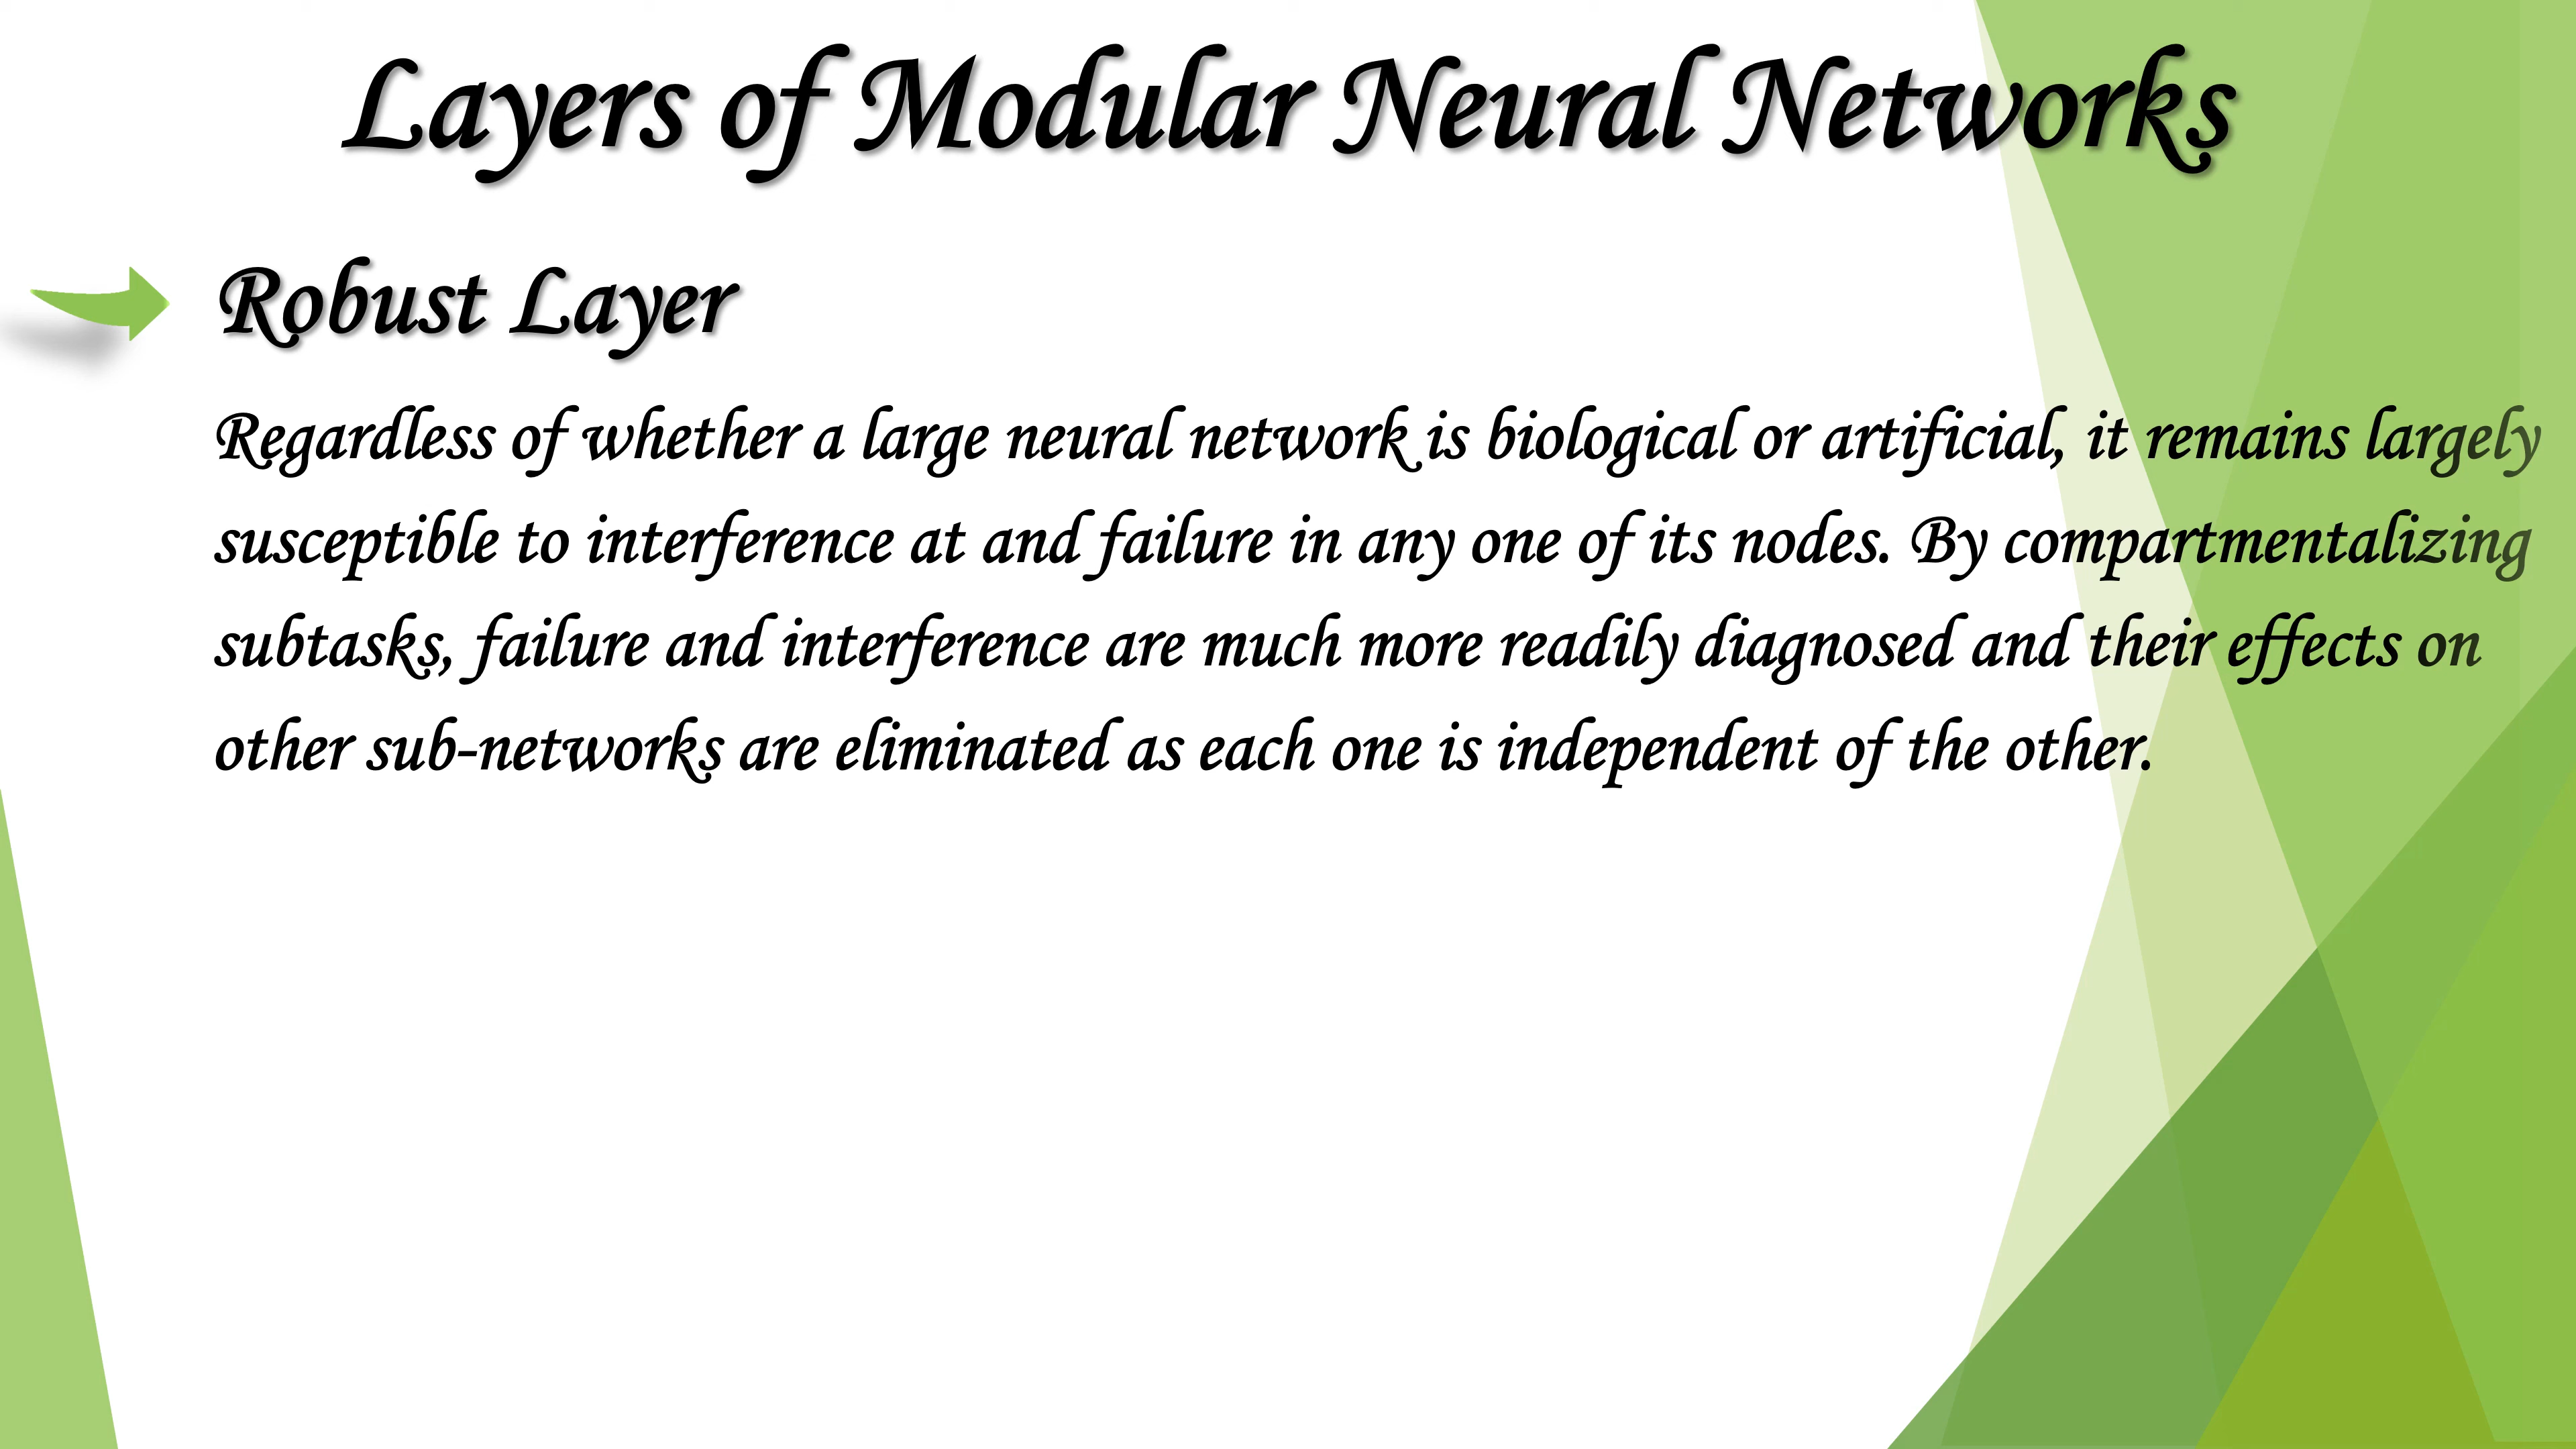 Layers of Modular Neural Networks
Robust Layer
Regardless of whether a large neural network is biological or artificial, it remains largely
susceptible to interference at and failure in any one of its nodes. By compartmentalizing
subtasks, failure and interference are much more readily diagnosed and their effects on
other sub-networks are eliminated as each one is independent of the other.